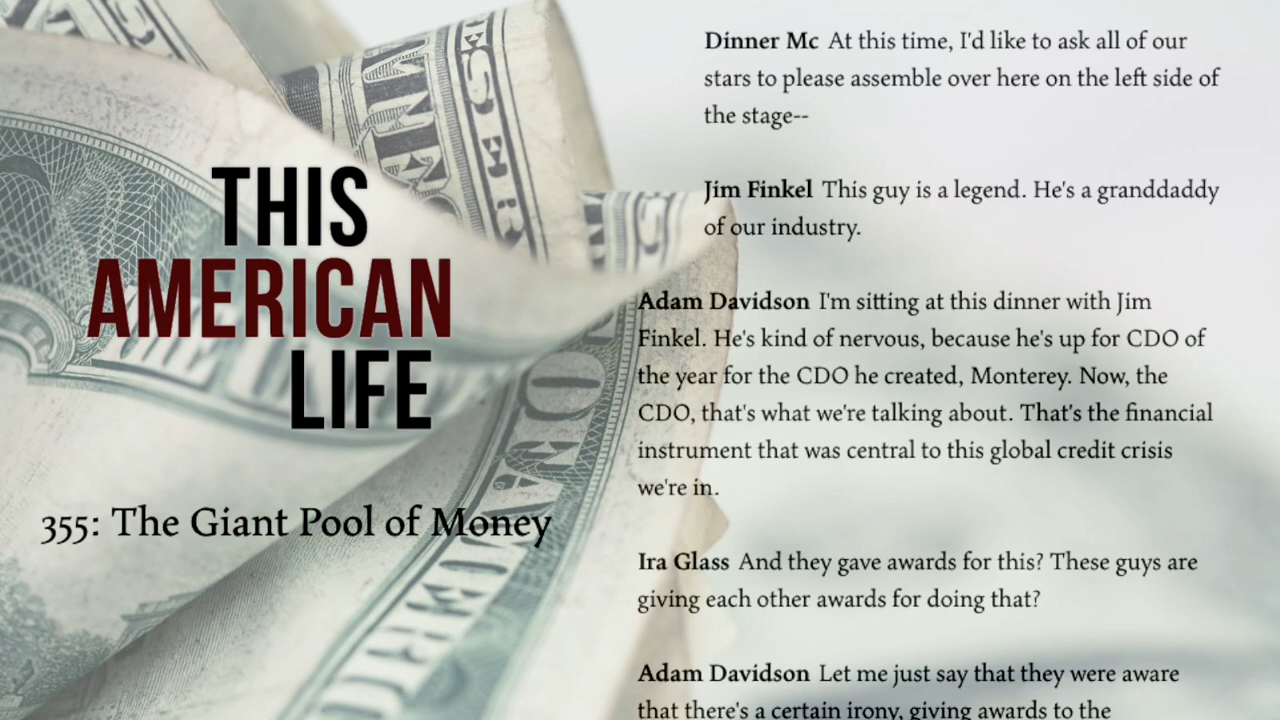 THIS
AMERICAN
LIFE
355: The Giant Pool of Money
Dinner Mc At this time, I'd like to ask all of our
stars to please assemble over here on the left side of
the stage--
Jim Finkel This guy is a legend. He's a granddaddy
of our industry.
Adam Davidson I'm sitting at this dinner with Jim
Finkel. He's kind of nervous, because he's up for CDO of
the year for the CDO he created, Monterey. Now, the
CDO, that's what we're talking about. That's the financial
instrument that was central to this global credit crisis
we're in.
Ira Glass And they gave awards for this? These guys are
giving each other awards for doing that?
Adam Davidson Let me just say that they were aware
that there's a certain irony, giving awards to the